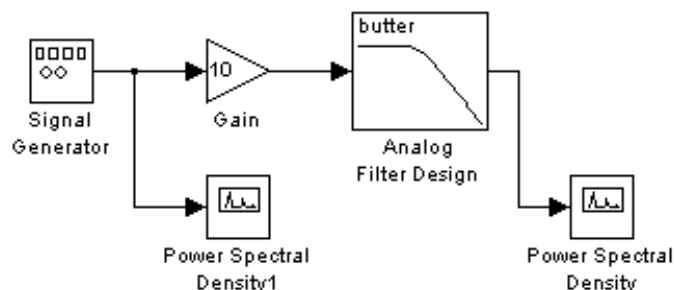 butter
10
Signal
Generator
Gain
Analog
Filter Design
Power Spectral
Density1
Power Spectral
Density